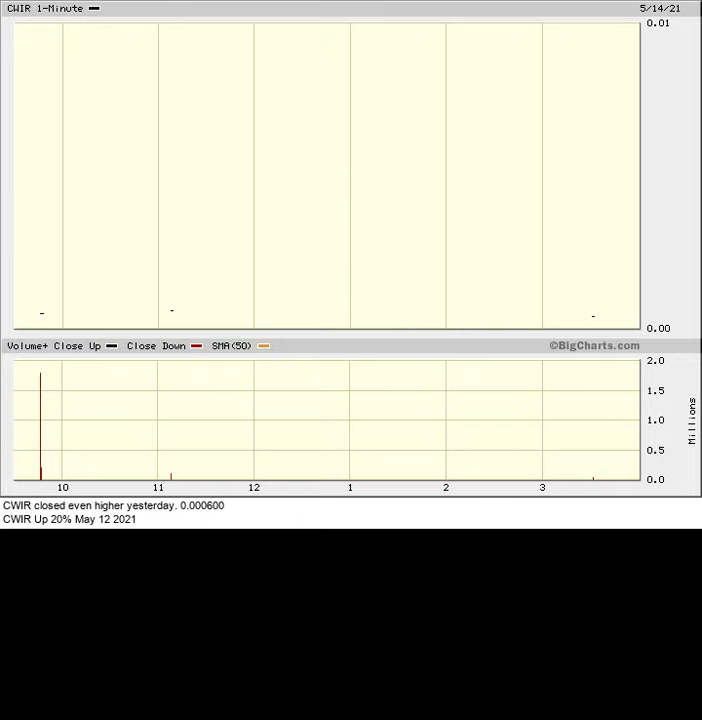 CWIR 1-Minute 5/14/21
0.01
0.00
Volume+ Close Up Close Down SMA(50) ©BigCharts.com
2.0
1.5
1.0
0.5
0.0
Millions
10 11 12 1 2 3
CWIR closed even higher yesterday. 0.000600
CWIR Up 20% May 12 2021